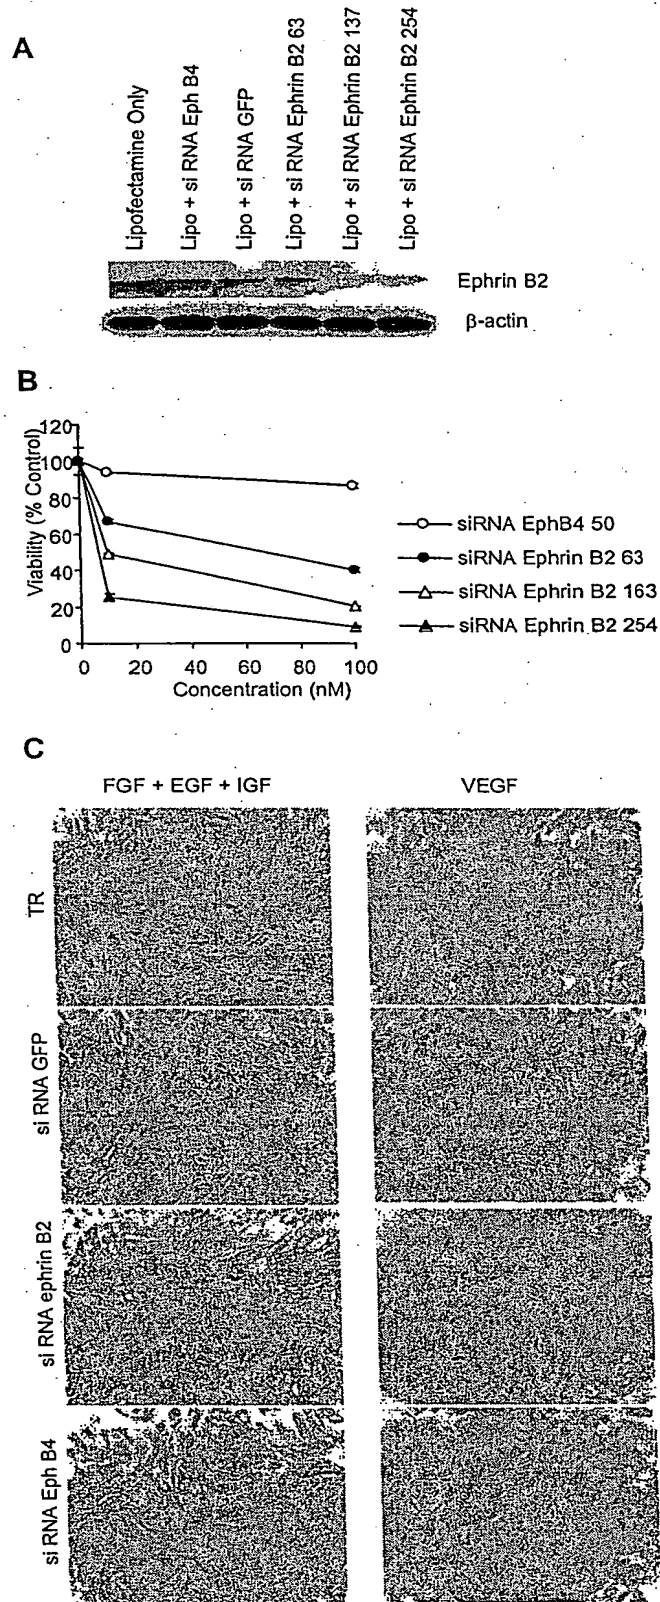 A
Lipofectamine Only
Lipo + si RNA Eph B4
Lipo + si RNA GFP
Lipo + si RNA Ephrin B2 63
Lipo + si RNA Ephrin B2 137
Lipo + si RNA Ephrin B2 254
Ephrin B2
β-actin
B
Viability (% Control)
120
100
80
60
40
20
0
0 20 40 60 80 100
Concentration (nM)
siRNA EphB4 50
siRNA Ephrin B2 63
siRNA Ephrin B2 163
siRNA Ephrin B2 254
C
FGF + EGF + IGF
VEGF
TR
si RNA GFP
si RNA ephrin B2
si RNA Eph B4